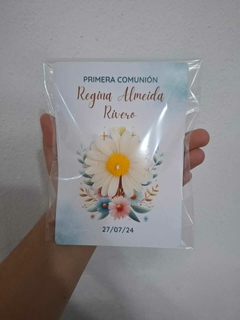 PRIMERA COMUNIÓN
Regina Almeida
Rivero
27/07/24